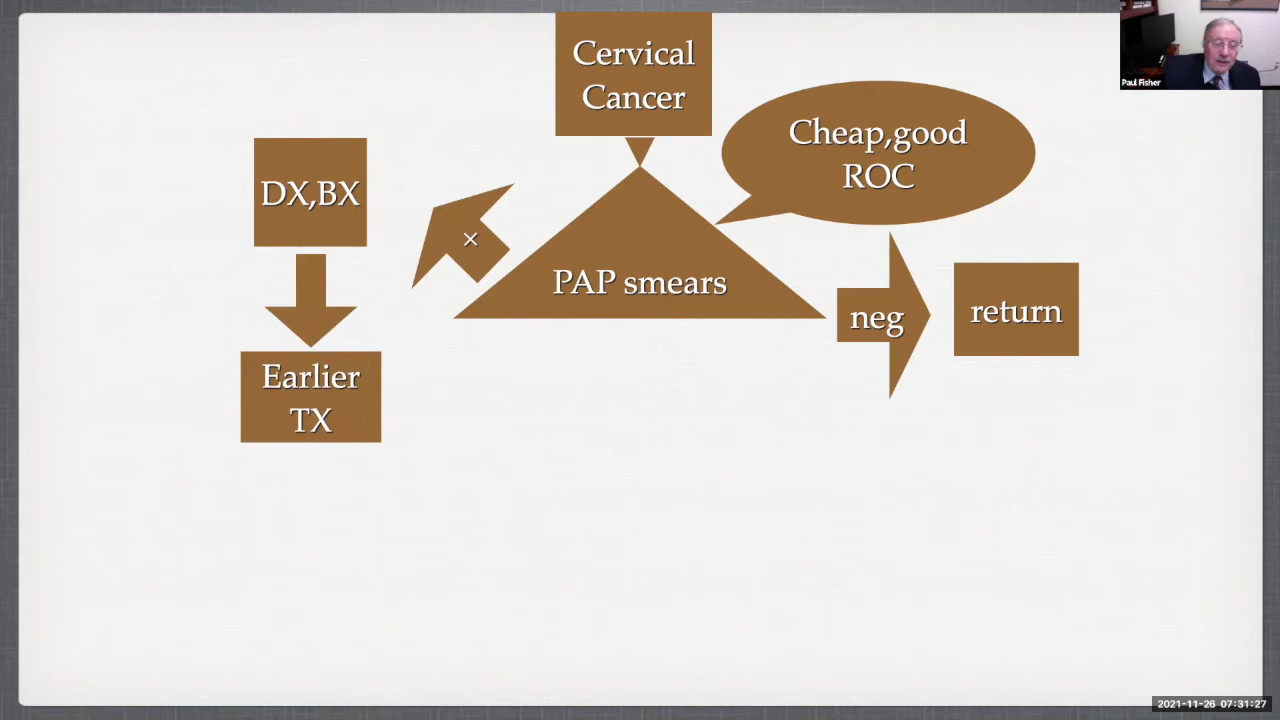 Cervical
Cancer
Paul Fisher
Cheap,good
ROC
DX,BX
×
PAP smears
neg
return
Earlier
TX
2021-11-26 07:31:27